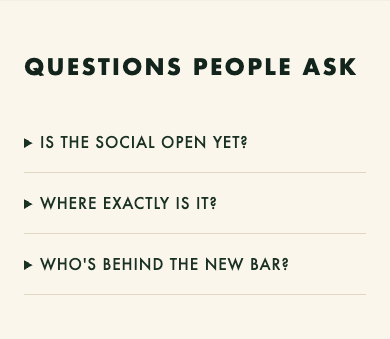 QUESTIONS PEOPLE ASK
IS THE SOCIAL OPEN YET?
WHERE EXACTLY IS IT?
WHO'S BEHIND THE NEW BAR?